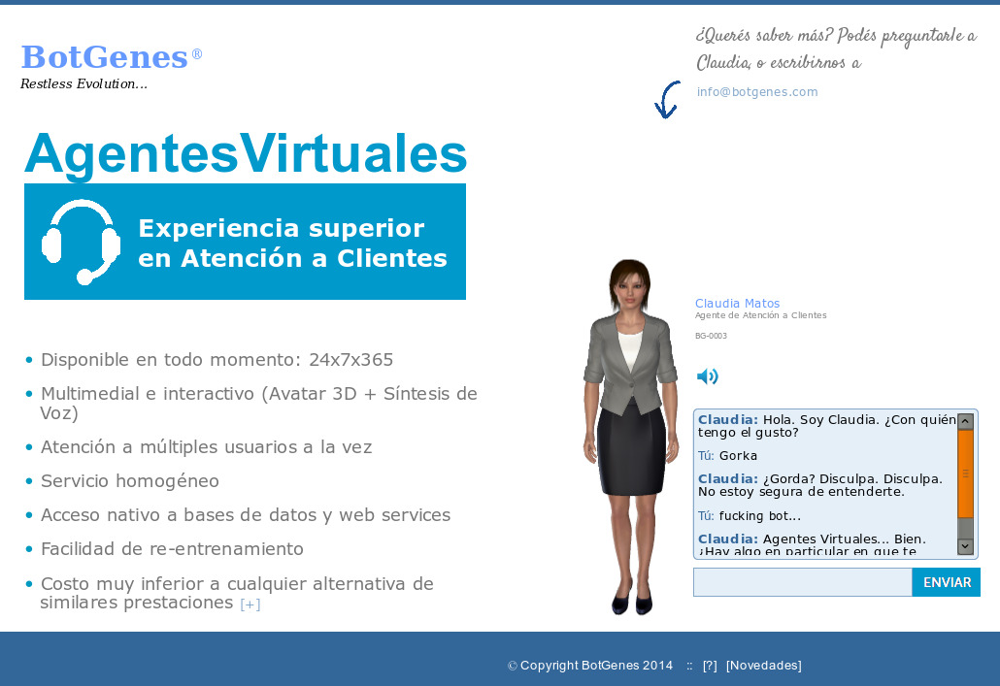 BotGenes ®
Restless Evolution...
¿Querés saber más? Podés preguntarle a
Claudia, o escribirnos a
info@botgenes.com
AgentesVirtuales
Experiencia superior
en Atención a Clientes
• Disponible en todo momento: 24x7x365
• Multimedial e interactivo (Avatar 3D + Síntesis de
Voz)
• Atención a múltiples usuarios a la vez
• Servicio homogéneo
• Acceso nativo a bases de datos y web services
• Facilidad de re-entrenamiento
• Costo muy inferior a cualquier alternativa de
similares prestaciones [+]
Claudia Matos
Agente de Atención a Clientes
BG-0003
Claudia: Hola. Soy Claudia. ¿Con quién
tengo el gusto?
Tú: Gorka
Claudia: ¿Gorda? Disculpa. Disculpa.
No estoy segura de entenderte.
Tú: fucking bot...
Claudia: Agentes Virtuales... Bien.
¿Hay algo en particular en que te
ENVIAR
© Copyright BotGenes 2014 :: [?] [Novedades]